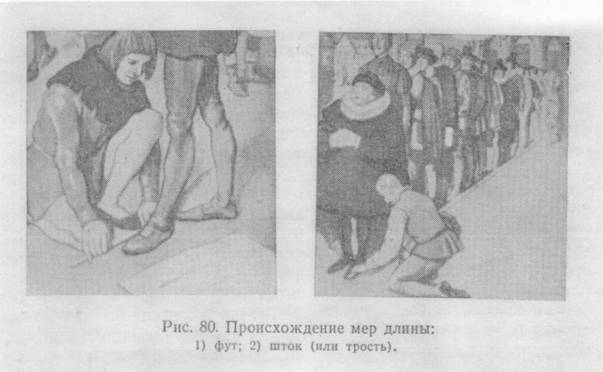 Рис. 80. Происхождение мер длины:
1) фут; 2) шток (или трость).